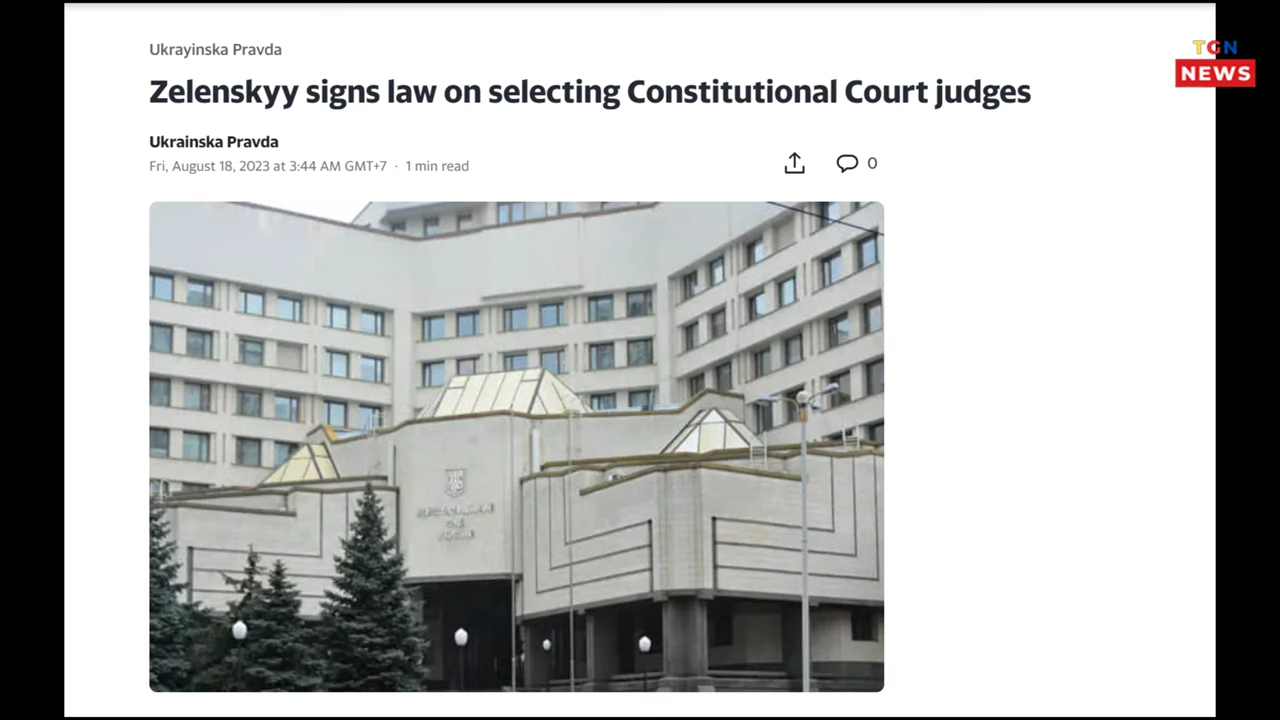 Ukrayinska Pravda
TGN
NEWS
Zelenskyy signs law on selecting Constitutional Court judges
Ukrainska Pravda
Fri, August 18, 2023 at 3:44 AM GMT+7 · 1 min read
0